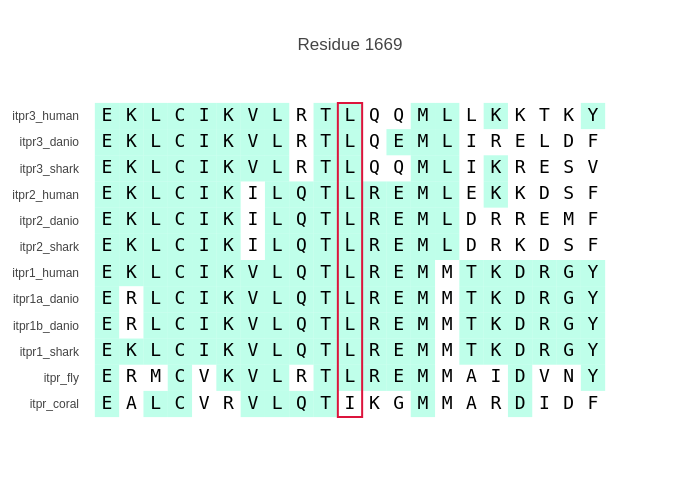 Residue 1669
itpr3_human E K L C I K V L R T L Q Q M L L K K T K Y
itpr3_danio E K L C I K V L R T L Q E M L I R E L D F
itpr3_shark E K L C I K V L R T L Q Q M L I K R E S V
itpr2_human E K L C I K I L Q T L R E M L E K K D S F
itpr2_danio E K L C I K I L Q T L R E M L D R R E M F
itpr2_shark E K L C I K I L Q T L R E M L D R K D S F
itpr1_human E K L C I K V L Q T L R E M M T K D R G Y
itpr1a_danio E R L C I K V L Q T L R E M M T K D R G Y
itpr1b_danio E R L C I K V L Q T L R E M M T K D R G Y
itpr1_shark E K L C I K V L Q T L R E M M T K D R G Y
itpr_fly E R M C V K V L R T L R E M M A I D V N Y
itpr_coral E A L C V R V L Q T I K G M M A R D I D F